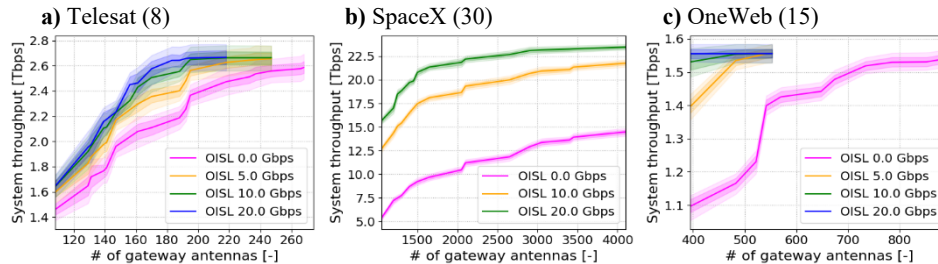 a) Telesat (8)
System throughput [Tbps]
2.8
2.6
2.4
2.2
2.0
1.8
1.6
1.4
120 140 160 180 200 220 240 260
# of gateway antennas [-]
OISL 0.0 Gbps
OISL 5.0 Gbps
OISL 10.0 Gbps
OISL 20.0 Gbps
b) SpaceX (30)
System throughput [Tbps]
25.0
22.5
17.5
15.0
12.5
10.0
7.5
5.0
1500 2000 2500 3000 3500 4000
# of gateway antennas [-]
OISL 0.0 Gbps
OISL 10.0 Gbps
OISL 20.0 Gbps
c) OneWeb (15)
System throughput [Tbps]
1.6
1.5
1.4
1.3
1.2
1.1
400 500 600 700 800
# of gateway antennas [-]
OISL 0.0 Gbps
OISL 5.0 Gbps
OISL 10.0 Gbps
OISL 20.0 Gbps